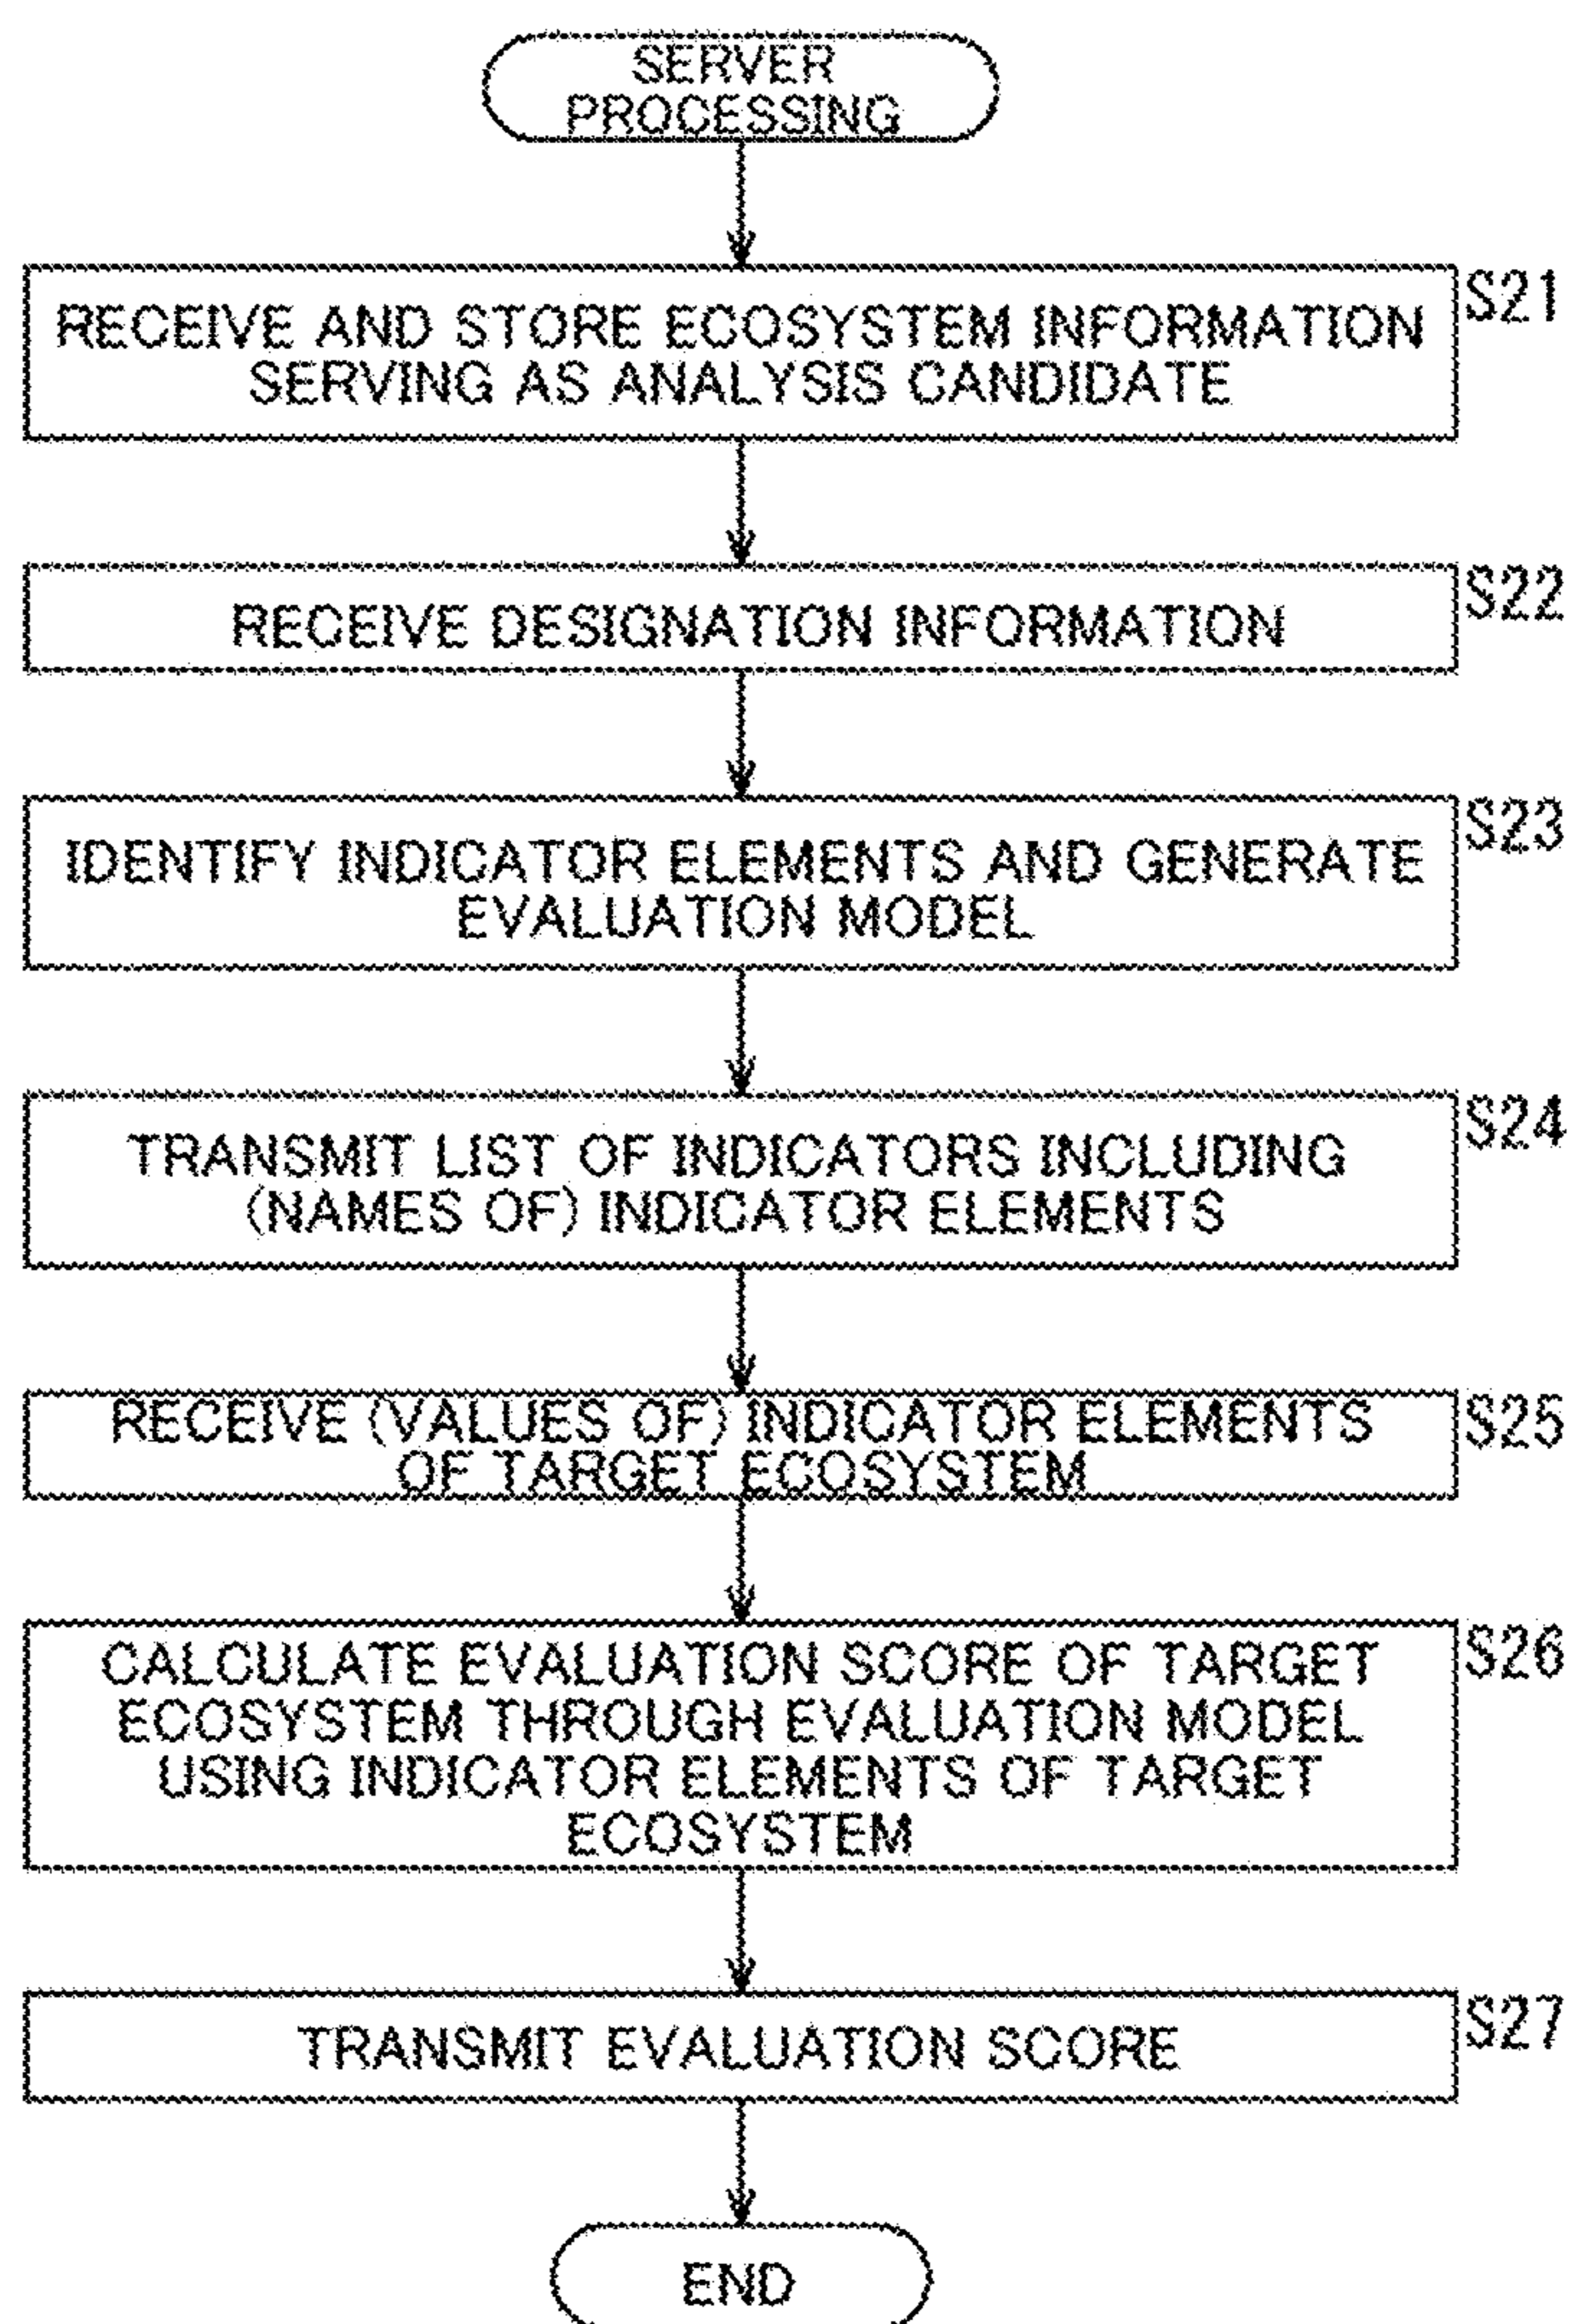 SERVER
PROCESSING
S21
RECEIVE AND STORE ECOSYSTEM INFORMATION
SERVING AS ANALYSIS CANDIDATE
S22
RECEIVE DESIGNATION INFORMATION
S23
IDENTIFY INDICATOR ELEMENTS AND GENERATE
EVALUATION MODEL
S24
TRANSMIT LIST OF INDICATORS INCLUDING
(NAMES OF) INDICATOR ELEMENTS
S25
RECEIVE (VALUES OF) INDICATOR ELEMENTS
OF TARGET ECOSYSTEM
S26
CALCULATE EVALUATION SCORE OF TARGET
ECOSYSTEM THROUGH EVALUATION MODEL
USING INDICATOR ELEMENTS OF TARGET
ECOSYSTEM
S27
TRANSMIT EVALUATION SCORE
END